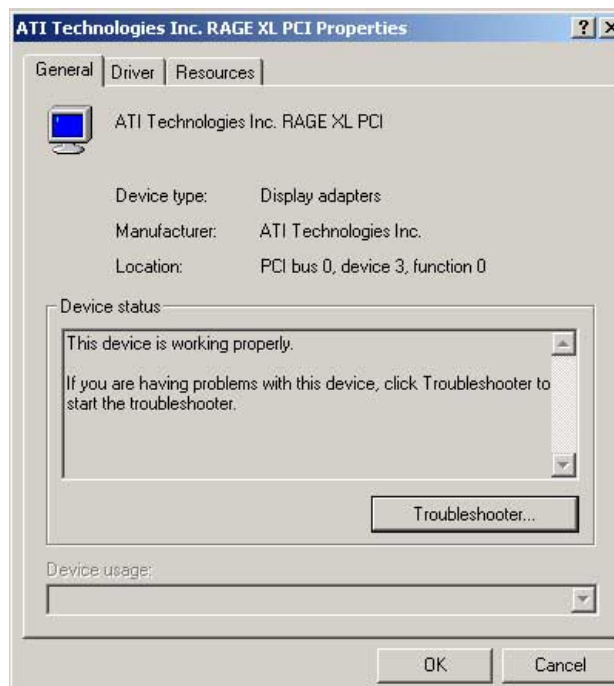 ATI Technologies Inc. RAGE XL PCI Properties
General Driver Resources
ATI Technologies Inc. RAGE XL PCI
Device type: Display adapters
Manufacturer: ATI Technologies Inc.
Location: PCI bus 0, device 3, function 0
Device status
This device is working properly.
If you are having problems with this device, click Troubleshooter to
start the troubleshooter.
Troubleshooter...
Device usage:
OK Cancel